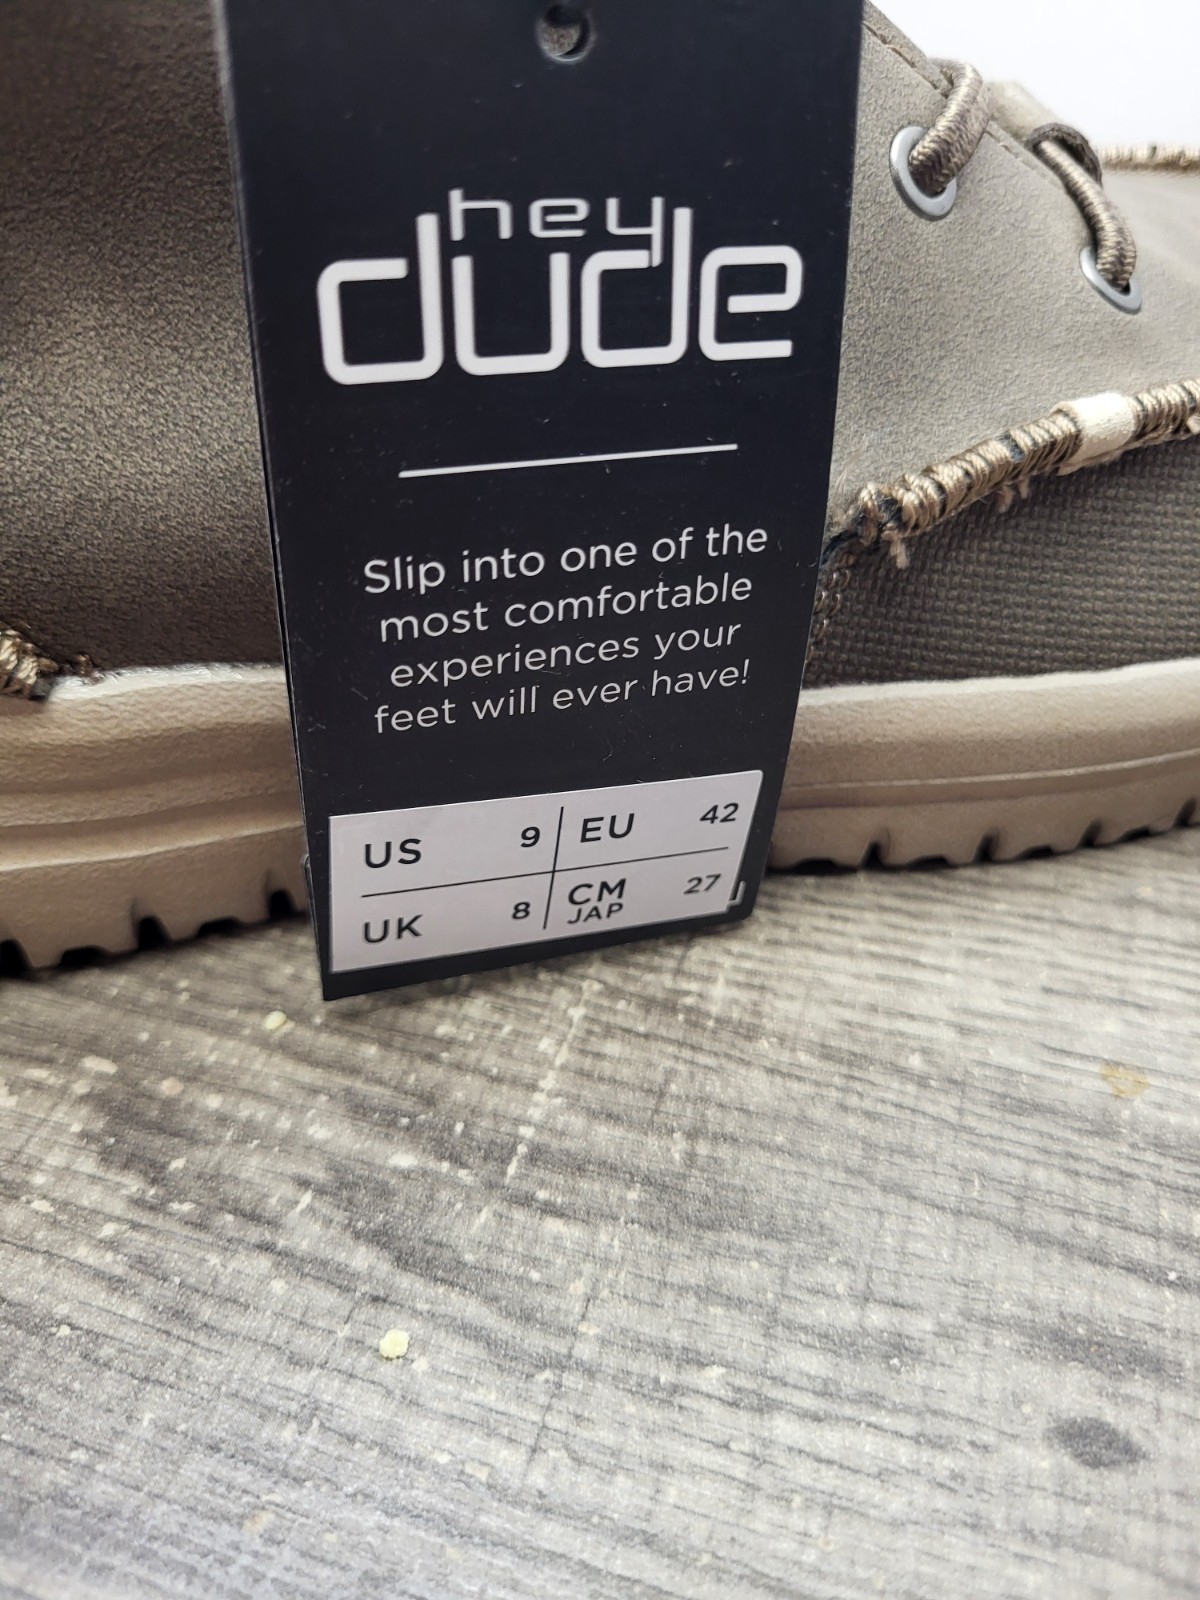 hey
dude
Slip into one of the
most comfortable
experiences your
feet will ever have!
US 9 EU 42
UK 8 CM JAP 27